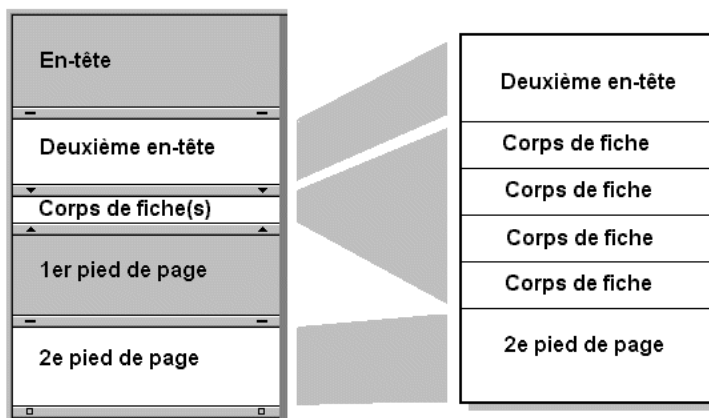 En-tête
Deuxième en-tête
Corps de fiche(s)
1er pied de page
2e pied de page
Deuxième en-tête
Corps de fiche
Corps de fiche
Corps de fiche
Corps de fiche
2e pied de page